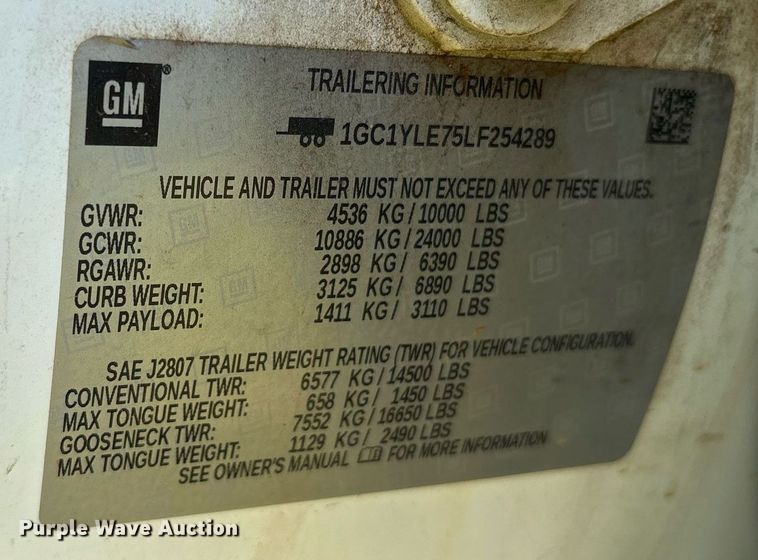 GM ®
TRAILERING INFORMATION
1GC1YLE75LF254289
VEHICLE AND TRAILER MUST NOT EXCEED ANY OF THESE VALUES.
GVWR: 4536 KG / 10000 LBS
GCWR: 10886 KG / 24000 LBS
RGAWR: 2898 KG / 6390 LBS
CURB WEIGHT: 3125 KG / 6890 LBS
MAX PAYLOAD: 1411 KG / 3110 LBS
SAE J2807 TRAILER WEIGHT RATING (TWR) FOR VEHICLE CONFIGURATION.
CONVENTIONAL TWR: 6577 KG / 14500 LBS
MAX TONGUE WEIGHT: 658 KG / 1450 LBS
GOOSENECK TWR: 7552 KG / 16650 LBS
MAX TONGUE WEIGHT: 1129 KG / 2490 LBS
SEE OWNER'S MANUAL FOR MORE INFORMATION
Purple Wave Auction